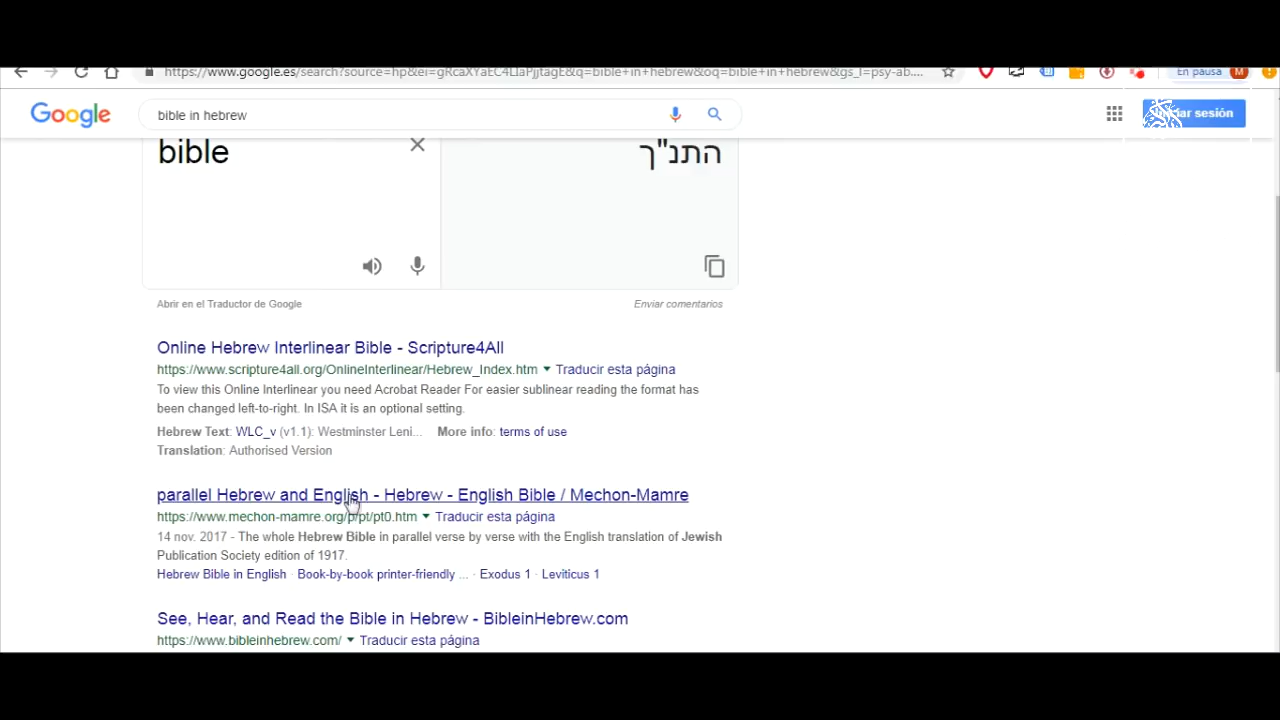 https://www.google.es/search?source=hp&ei=gRcaXYaEC4LIaPjjtagE&q=bible+in+hebrew&oq=bible+in+hebrew&gs_l=psy-ab....
En pausa
M
Google
bible in hebrew
sesión
bible
התנ"ך
Abrir en el Traductor de Google
Enviar comentarios
Online Hebrew Interlinear Bible - Scripture4All
https://www.scripture4all.org/OnlineInterlinear/Hebrew_Index.htm Traducir esta página
To view this Online Interlinear you need Acrobat Reader For easier sublinear reading the format has
been changed left-to-right. In ISA it is an optional setting.
Hebrew Text: WLC_v (v1.1): Westminster Leni... More info: terms of use
Translation: Authorised Version
parallel Hebrew and English - Hebrew - English Bible / Mechon-Mamre
https://www.mechon-mamre.org/p/pt/pt0.htm Traducir esta página
14 nov. 2017 - The whole Hebrew Bible in parallel verse by verse with the English translation of Jewish
Publication Society edition of 1917.
Hebrew Bible in English · Book-by-book printer-friendly ... · Exodus 1 · Leviticus 1
See, Hear, and Read the Bible in Hebrew - BibleinHebrew.com
https://www.bibleinhebrew.com/ Traducir esta página